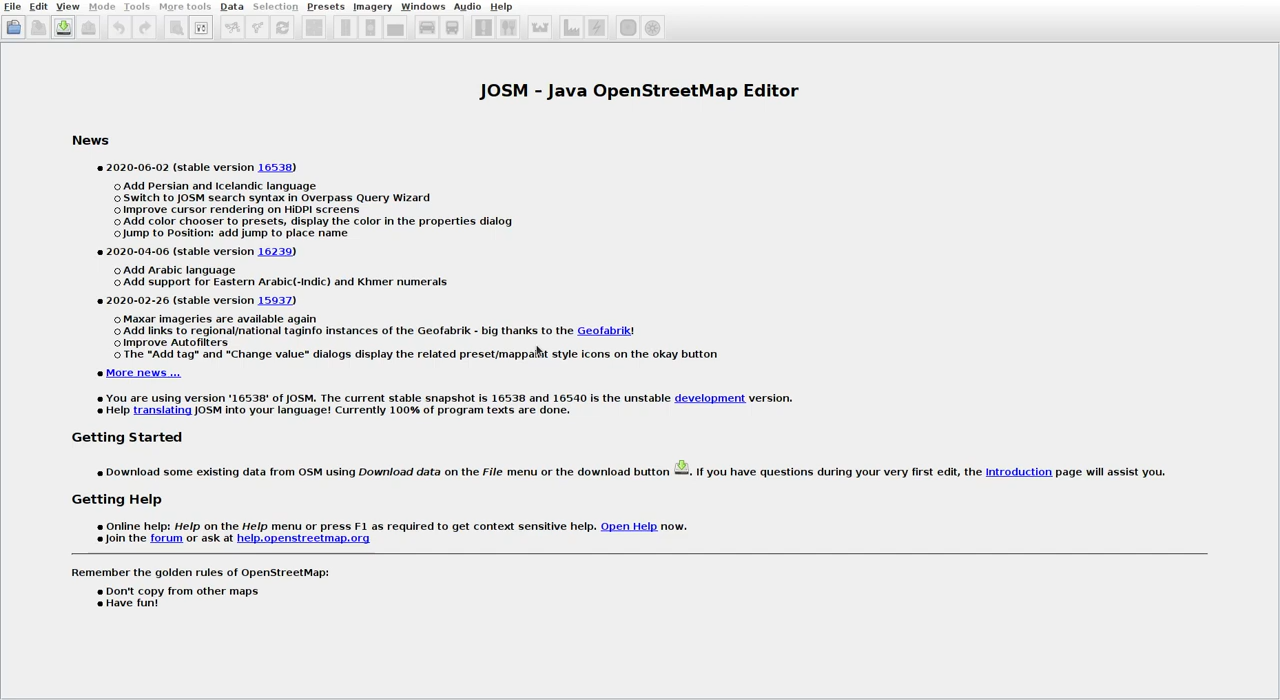 File Edit View Mode Tools More tools Data Selection Presets Imagery Windows Audio Help
JOSM – Java OpenStreetMap Editor
News
2020-06-02 (stable version 16538)
Add Persian and Icelandic language
Switch to JOSM search syntax in Overpass Query Wizard
Improve cursor rendering on HiDPI screens
Add color chooser to presets, display the color in the properties dialog
Jump to Position: add jump to place name
2020-04-06 (stable version 16239)
Add Arabic language
Add support for Eastern Arabic(-Indic) and Khmer numerals
2020-02-26 (stable version 15937)
Maxar imageries are available again
Add links to regional/national taginfo instances of the Geofabrik - big thanks to the Geofabrik!
Improve Autofilters
The "Add tag" and "Change value" dialogs display the related preset/mappaint style icons on the okay button
More news ...
You are using version '16538' of JOSM. The current stable snapshot is 16538 and 16540 is the unstable development version.
Help translating JOSM into your language! Currently 100% of program texts are done.
Getting Started
Download some existing data from OSM using Download data on the File menu or the download button . If you have questions during your very first edit, the Introduction page will assist you.
Getting Help
Online help: Help on the Help menu or press F1 as required to get context sensitive help. Open Help now.
Join the forum or ask at help.openstreetmap.org
Remember the golden rules of OpenStreetMap:
Don't copy from other maps
Have fun!